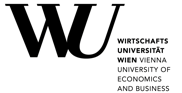 WU
WIRTSCHAFTS
UNIVERSITÄT
WIEN VIENNA
UNIVERSITY OF
ECONOMICS
AND BUSINESS